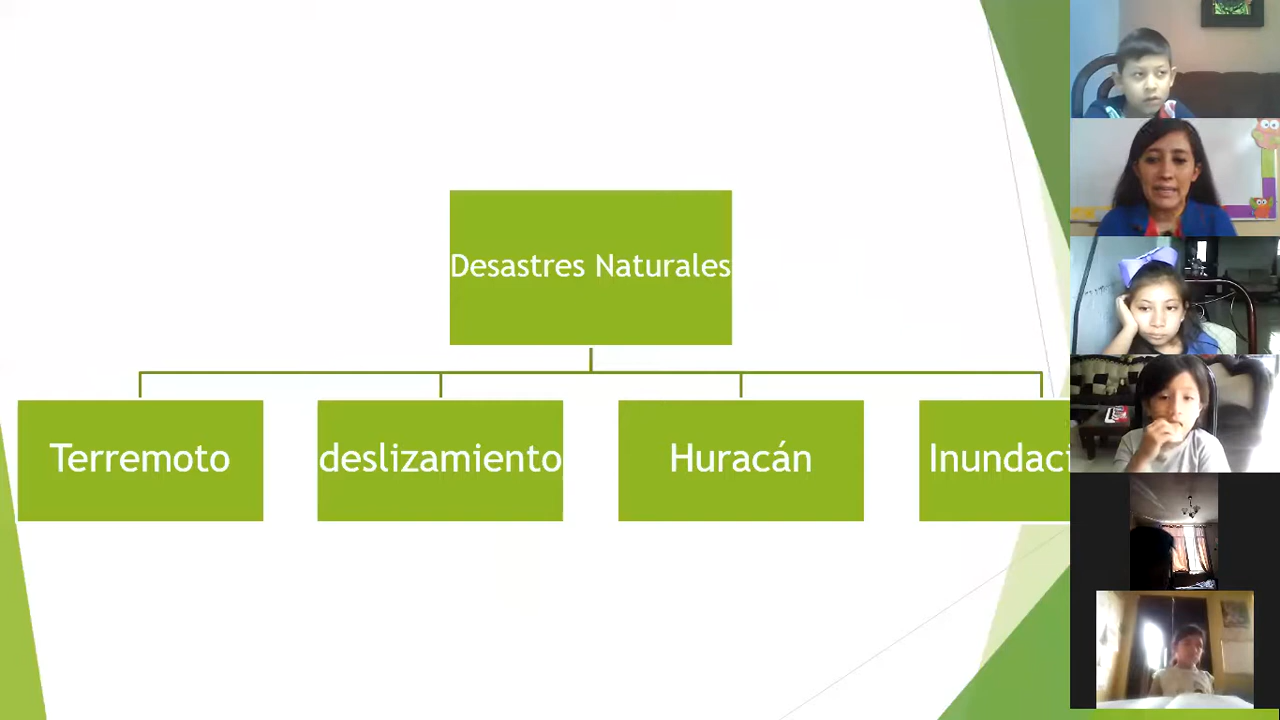 Desastres Naturales
Terremoto
deslizamiento
Huracán
Inundaci